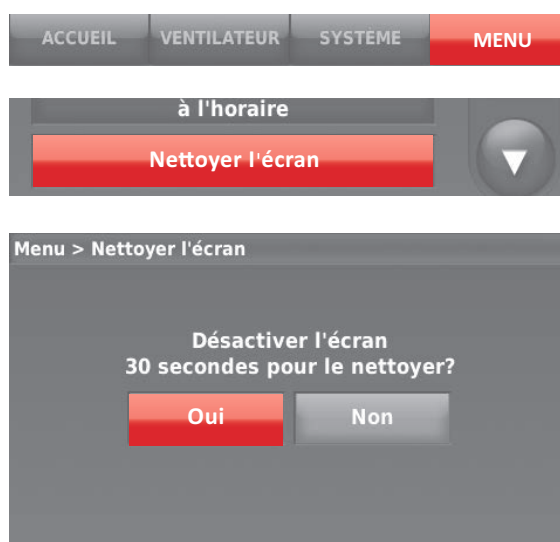 ACCUEIL VENTILATEUR SYSTÈME MENU
à l'horaire
Nettoyer l'écran
Menu > Nettoyer l'écran
Désactiver l'écran
30 secondes pour le nettoyer?
Oui Non